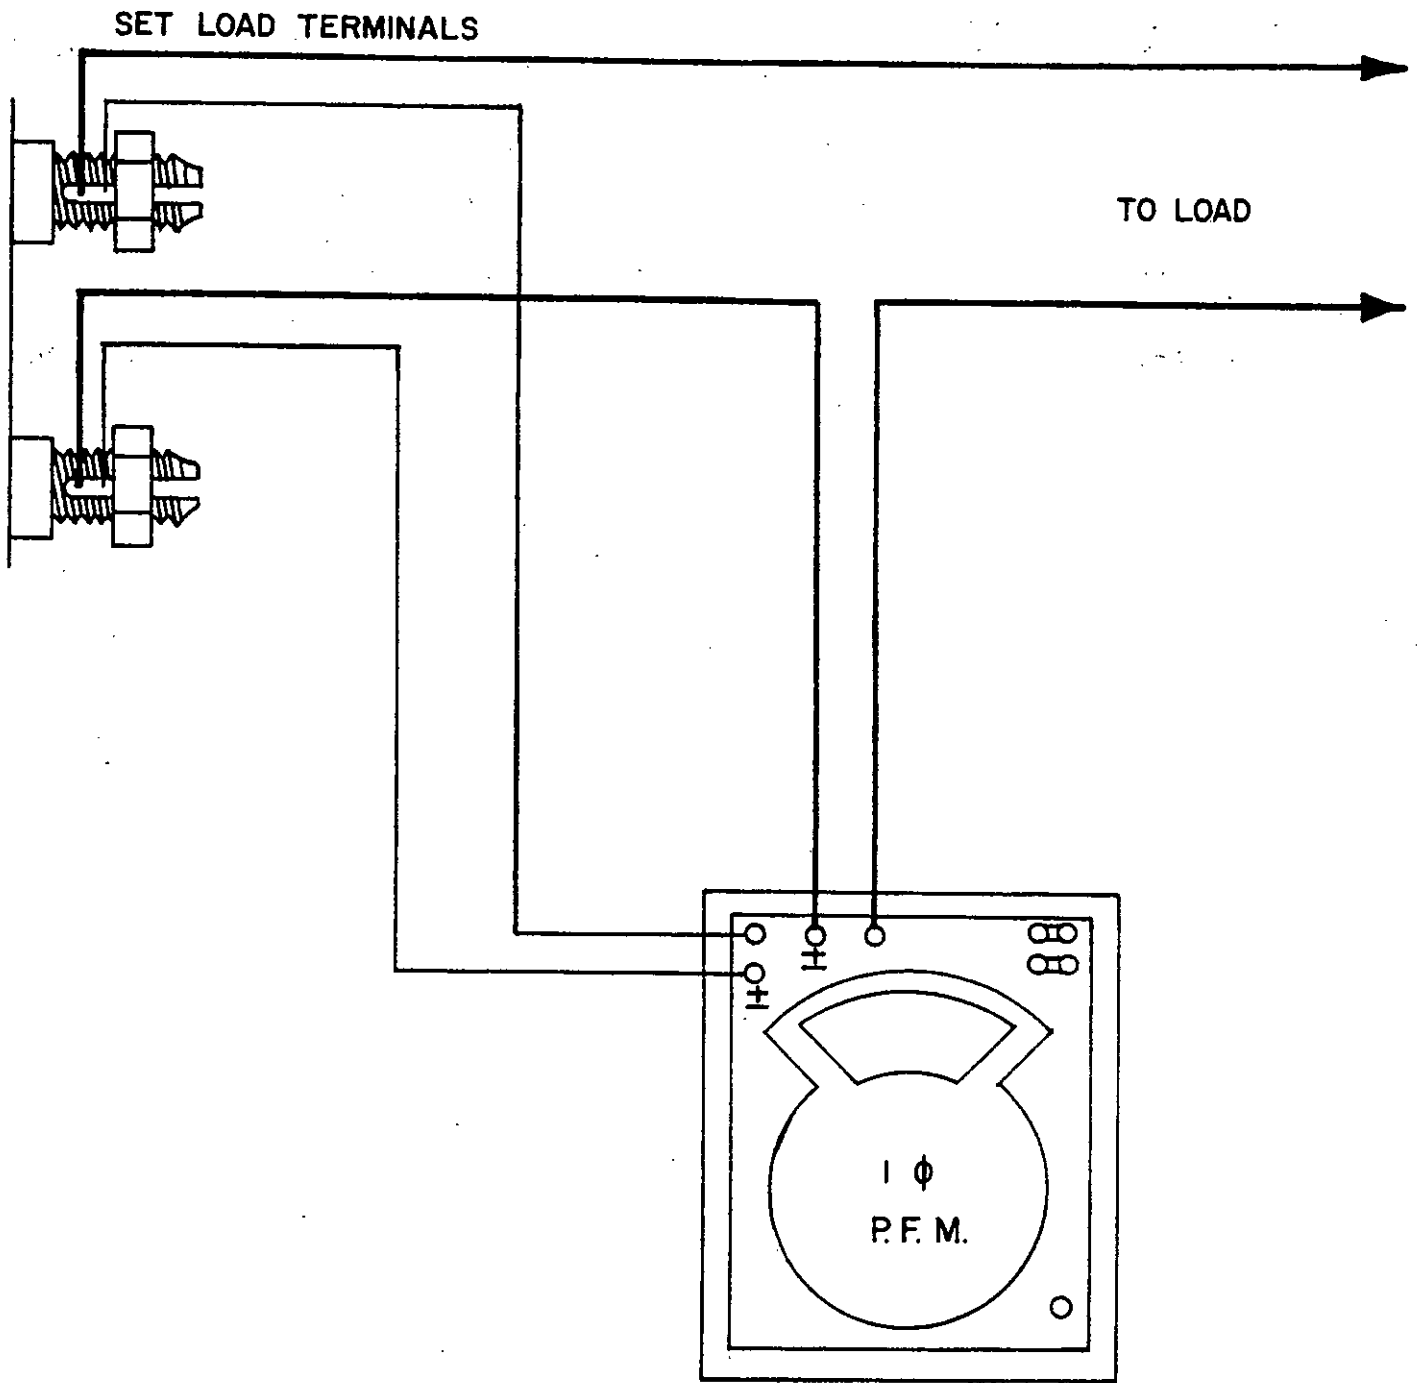 SET LOAD TERMINALS
TO LOAD
±
±
1 ϕ
P.F.M.